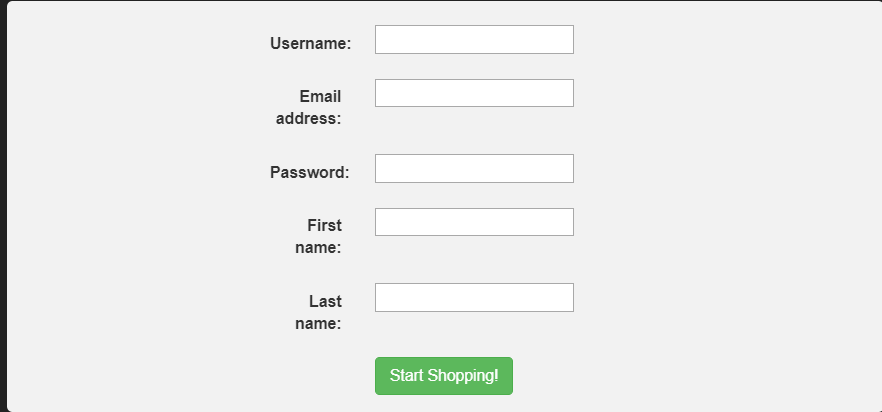 Username:
Email
address:
Password:
First
name:
Last
name:
Start Shopping!